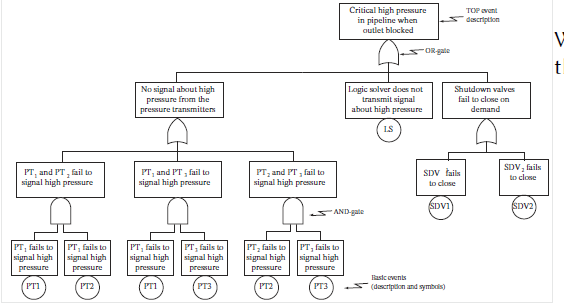 Critical high pressure
in pipeline when
outlet blocked
TOP event
description
OR-gate
No signal about high
pressure from the
pressure transmitters
Logic solver does not
transmit signal
about high pressure
Shutdown valves
fail to close on
demand
LS
PT1 and PT2 fail to
signal high pressure
PT1 and PT3 fail to
signal high pressure
PT2 and PT3 fail to
signal high pressure
SDV fails
to close
SDV2 fails
to close
SDV1
SDV2
AND-gate
PT1 fails to
signal high
pressure
PT fails to
signal high
pressure
PT1 fails to
signal high
pressure
PT3 fails to
signal high
pressure
PT2 fails to
signal high
pressure
PT3 fails to
signal high
pressure
PT1
PT2
PT1
PT3
PT2
PT3
Basic events
(description and symbols)